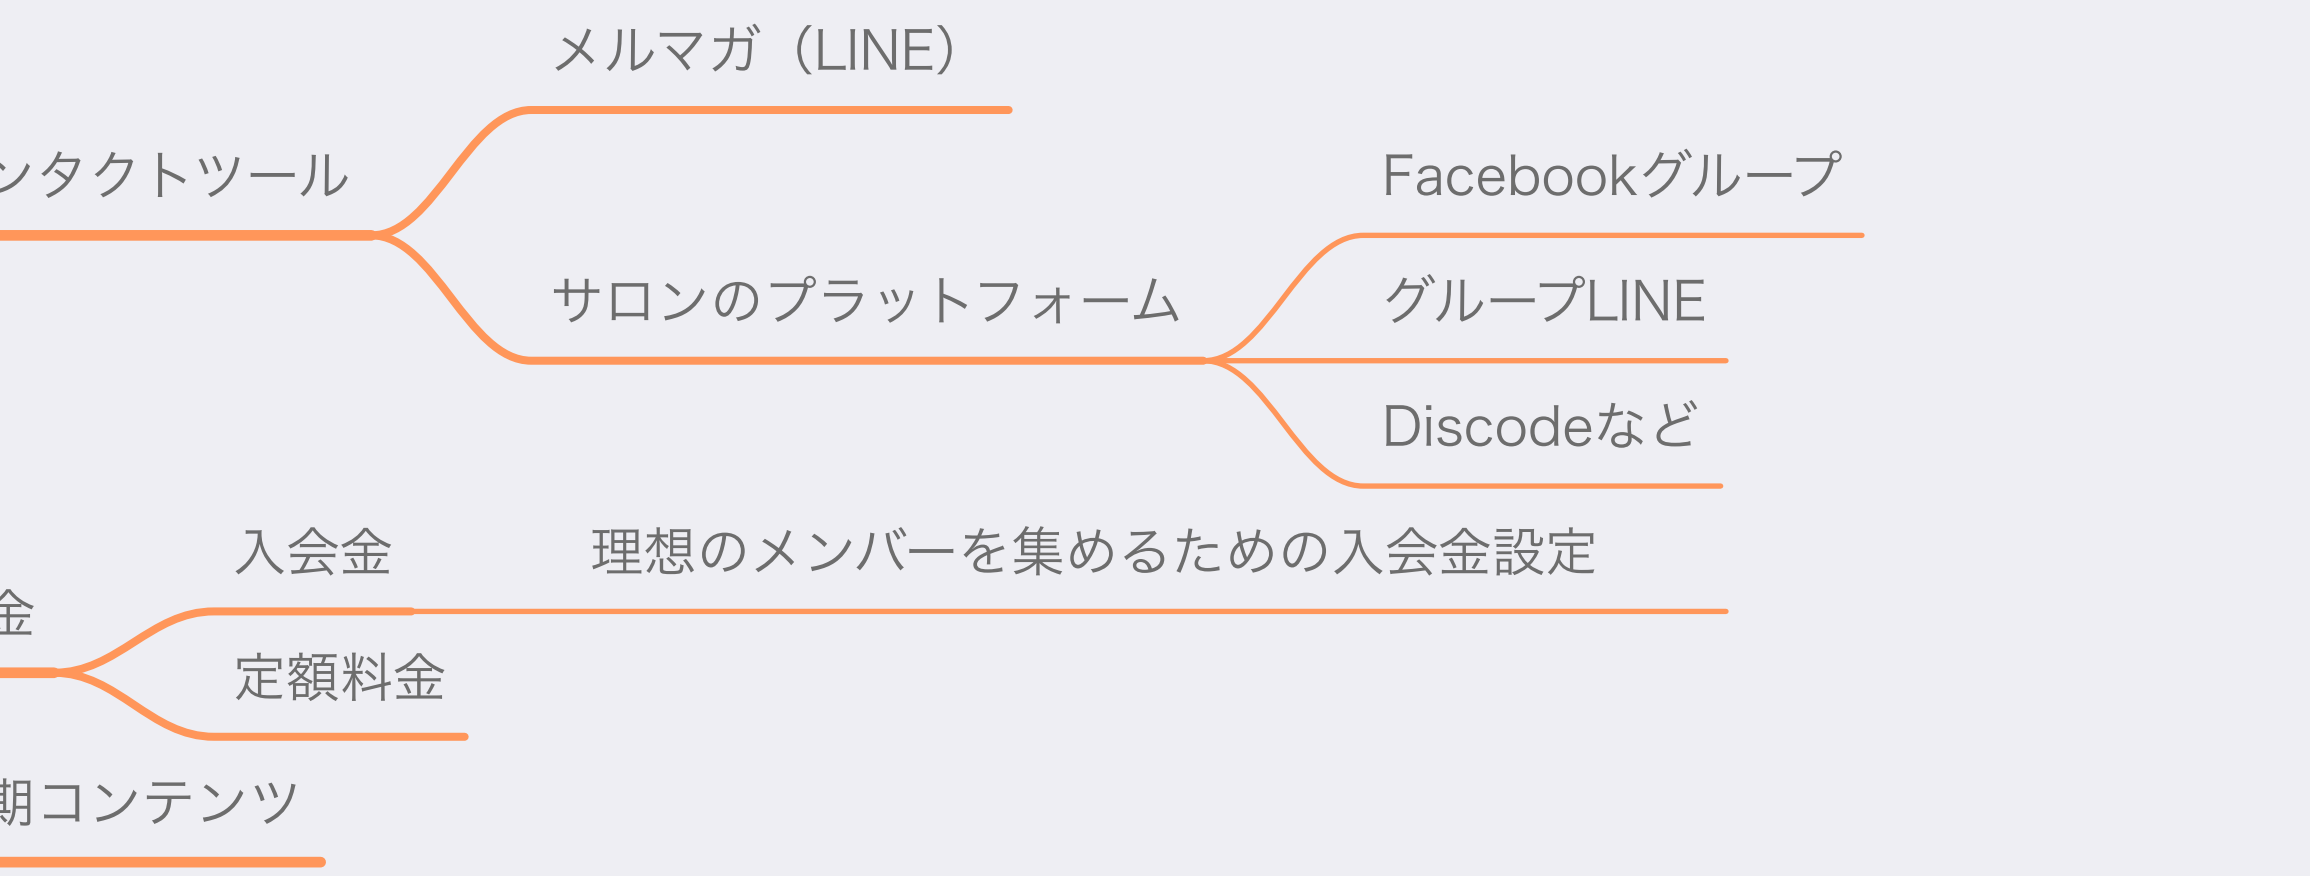 メルマガ（LINE）
ンタクトツール
Facebookグループ
サロンのプラットフォーム
グループLINE
Discodeなど
入会金
理想のメンバーを集めるための入会金設定
金
定額料金
期コンテンツ